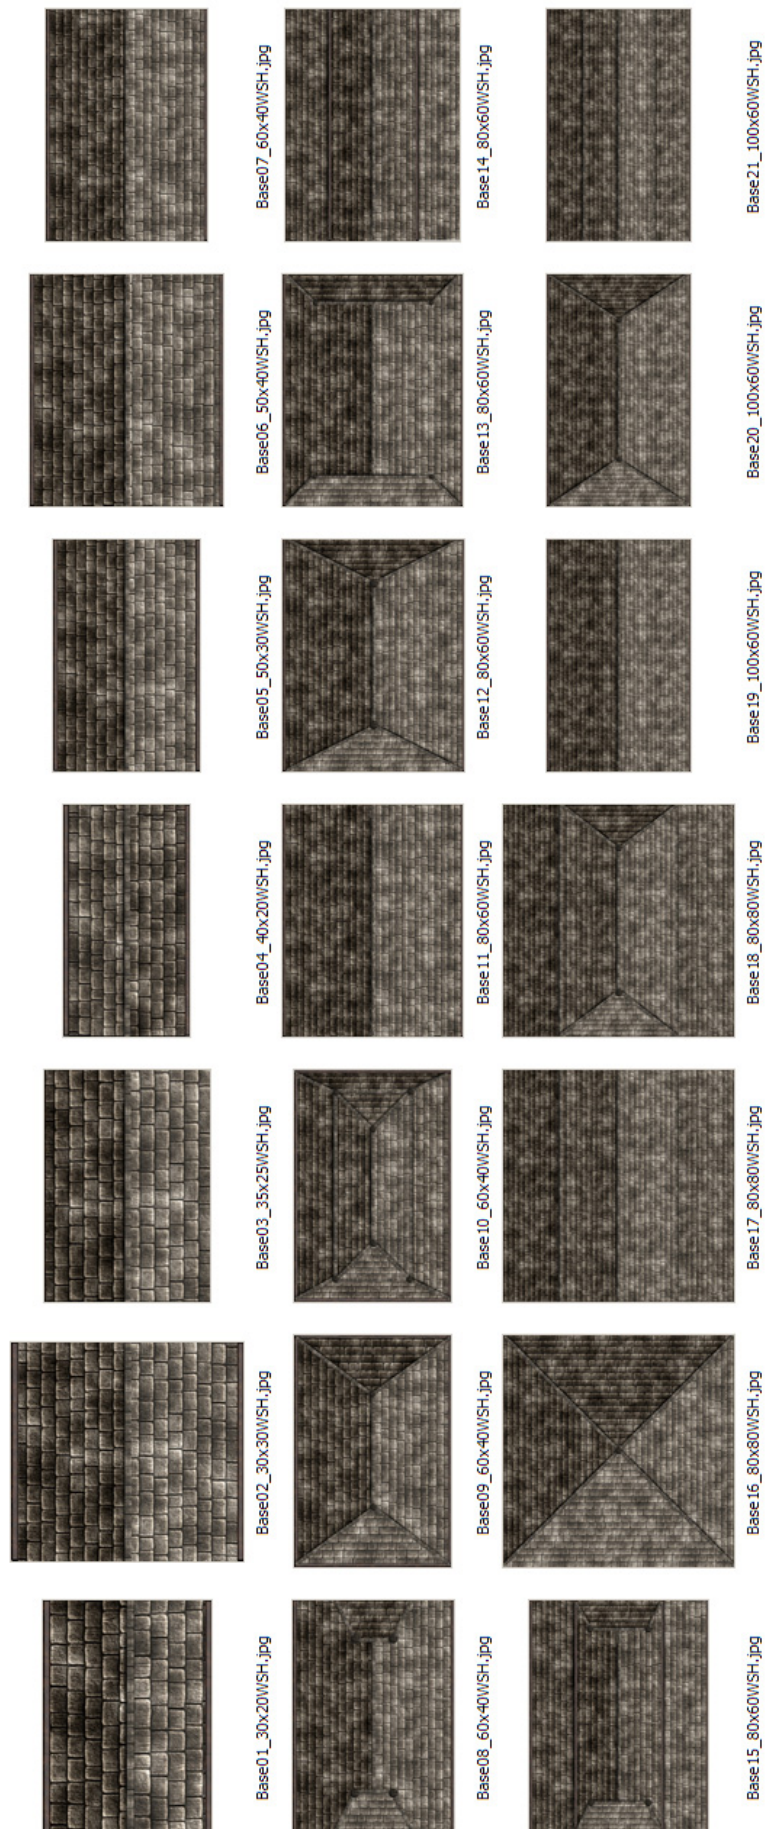 Base01_30x20WSH.jpg
Base02_30x30WSH.jpg
Base03_35x25WSH.jpg
Base04_40x20WSH.jpg
Base05_50x30WSH.jpg
Base06_50x40WSH.jpg
Base07_60x40WSH.jpg
Base08_60x40WSH.jpg
Base09_60x40WSH.jpg
Base10_60x40WSH.jpg
Base11_80x60WSH.jpg
Base12_80x60WSH.jpg
Base13_80x60WSH.jpg
Base14_80x60WSH.jpg
Base15_80x60WSH.jpg
Base16_80x80WSH.jpg
Base17_80x80WSH.jpg
Base18_80x80WSH.jpg
Base19_100x60WSH.jpg
Base20_100x60WSH.jpg
Base21_100x60WSH.jpg